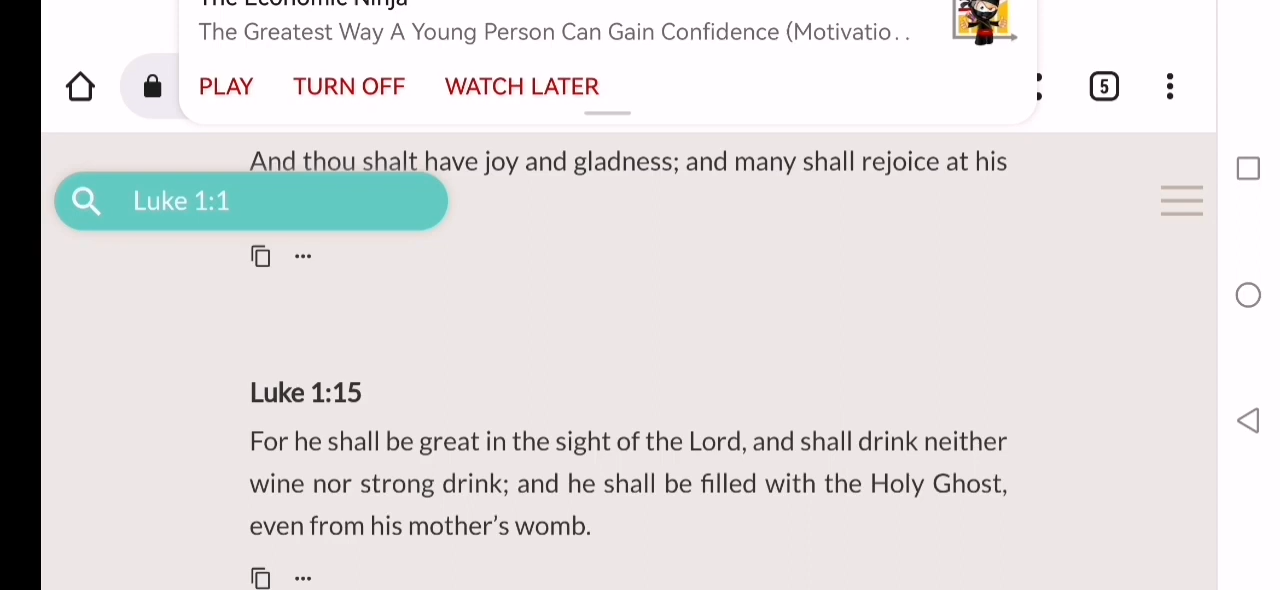 The Economic Ninja
The Greatest Way A Young Person Can Gain Confidence (Motivatio..
PLAY TURN OFF WATCH LATER
5
And thou shalt have joy and gladness; and many shall rejoice at his
Luke 1:1
Luke 1:15
For he shall be great in the sight of the Lord, and shall drink neither
wine nor strong drink; and he shall be filled with the Holy Ghost,
even from his mother’s womb.